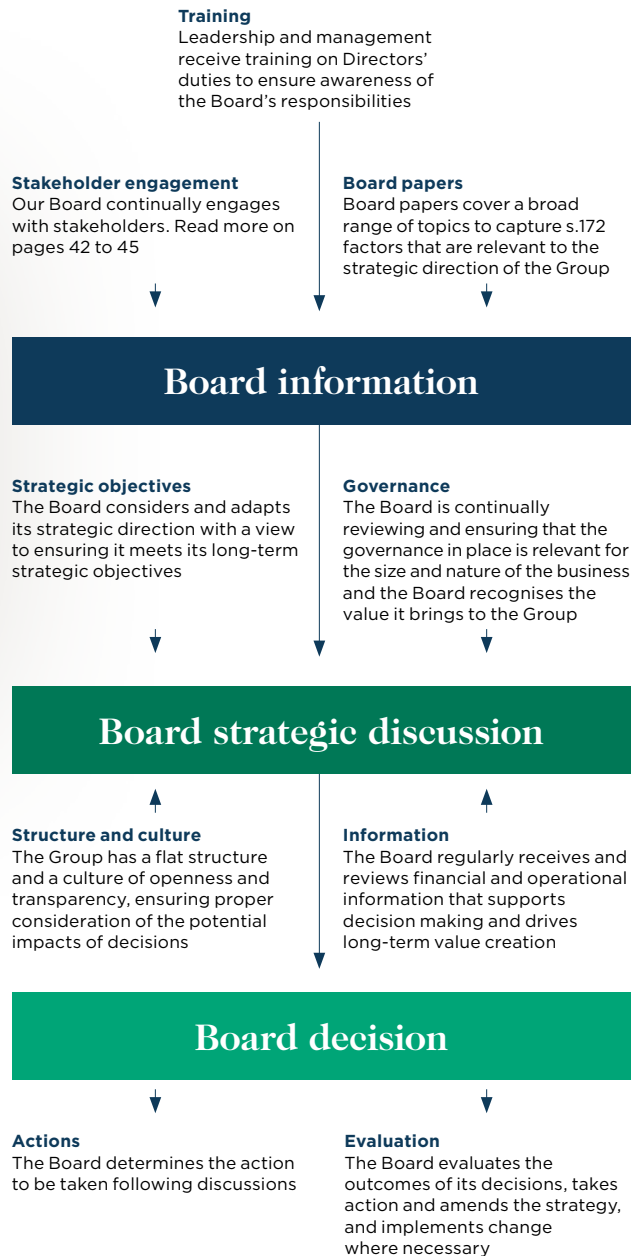 Training
Leadership and management
receive training on Directors’
duties to ensure awareness of
the Board’s responsibilities
Stakeholder engagement
Our Board continually engages
with stakeholders. Read more on
pages 42 to 45
Board papers
Board papers cover a broad
range of topics to capture s.172
factors that are relevant to the
strategic direction of the Group
Board information
Strategic objectives
The Board considers and adapts
its strategic direction with a view
to ensuring it meets its long-term
strategic objectives
Governance
The Board is continually
reviewing and ensuring that the
governance in place is relevant for
the size and nature of the business
and the Board recognises the
value it brings to the Group
Board strategic discussion
Structure and culture
The Group has a flat structure
and a culture of openness and
transparency, ensuring proper
consideration of the potential
impacts of decisions
Information
The Board regularly receives and
reviews financial and operational
information that supports
decision making and drives
long-term value creation
Board decision
Actions
The Board determines the action
to be taken following discussions
Evaluation
The Board evaluates the
outcomes of its decisions, takes
action and amends the strategy,
and implements change
where necessary